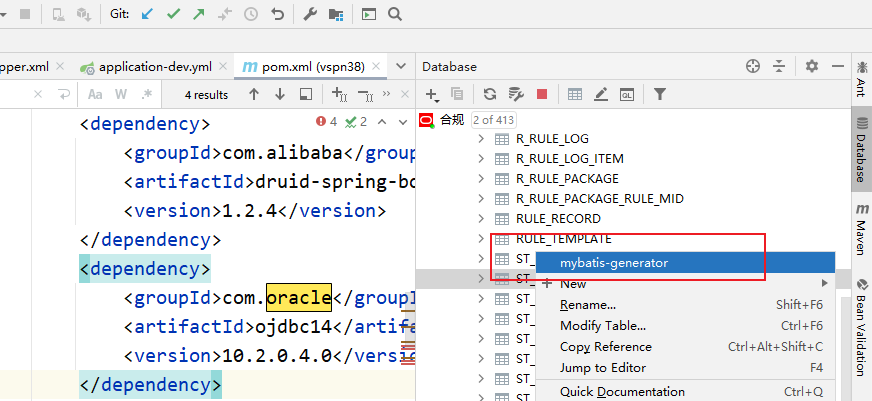 Git:
pper.xml
application-dev.yml
pom.xml (vspn38)
Database
Aa
W
.*
4 results
4
2
<dependency>
<groupId>com.alibaba</group
<artifactId>druid-spring-bo
<version>1.2.4</version>
</dependency>
<dependency>
<groupId>com.oracle</groupI
<artifactId>ojdbc14</artifa
<version>10.2.0.4.0</versio
</dependency>
QL
合规 2 of 413
R_RULE_LOG
R_RULE_LOG_ITEM
R_RULE_PACKAGE
R_RULE_PACKAGE_RULE_MID
RULE_RECORD
RULE_TEMPLATE
ST_
ST_
ST_
ST_
ST_
ST_
ST_
ST_
mybatis-generator
New
Rename... Shift+F6
Modify Table... Ctrl+F6
Copy Reference Ctrl+Alt+Shift+C
Jump to Editor F4
Quick Documentation Ctrl+Q
Ant
Database
Maven
Bean Validation